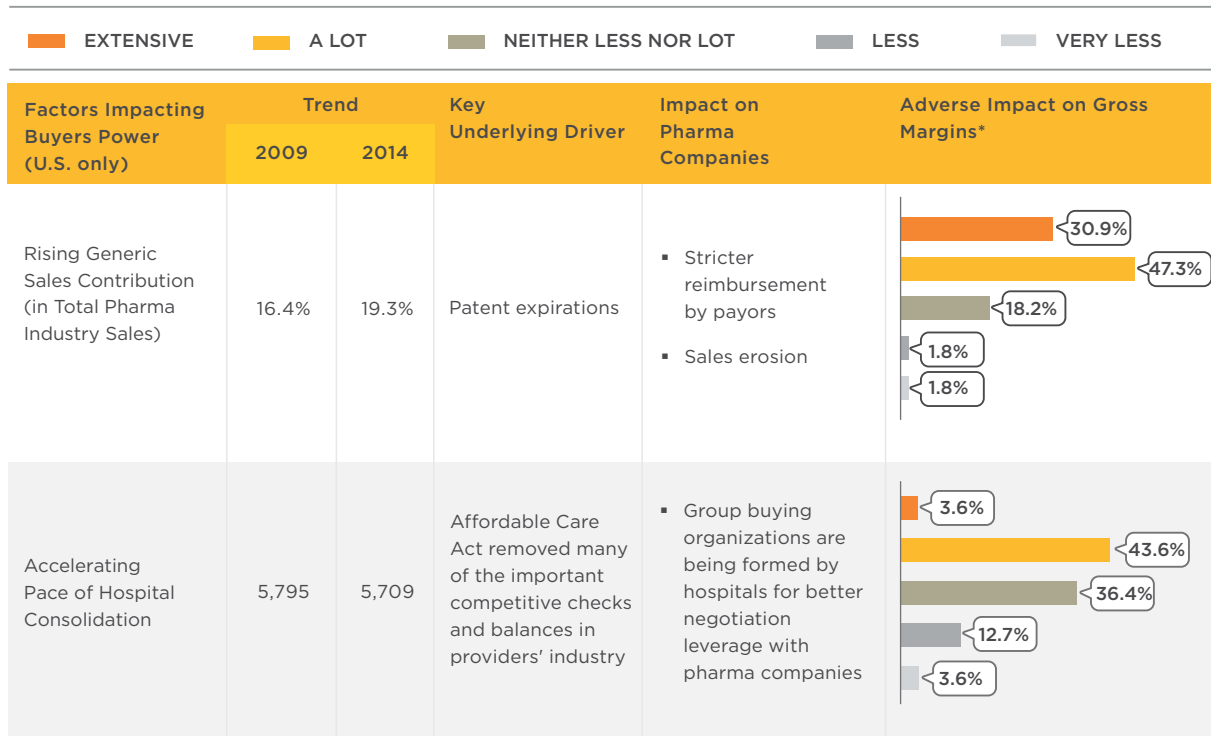 EXTENSIVE
A LOT
NEITHER LESS NOR LOT
LESS
VERY LESS
Factors Impacting
Buyers Power
(U.S. only)
Trend
2009
2014
Key
Underlying Driver
Impact on
Pharma
Companies
Adverse Impact on Gross
Margins*
Rising Generic
Sales Contribution
(in Total Pharma
Industry Sales)
16.4%
19.3%
Patent expirations
▪ Stricter
reimbursement
by payors
▪ Sales erosion
30.9%
47.3%
18.2%
1.8%
1.8%
Accelerating
Pace of Hospital
Consolidation
5,795
5,709
Affordable Care
Act removed many
of the important
competitive checks
and balances in
providers' industry
▪ Group buying
organizations are
being formed by
hospitals for better
negotiation
leverage with
pharma companies
3.6%
43.6%
36.4%
12.7%
3.6%